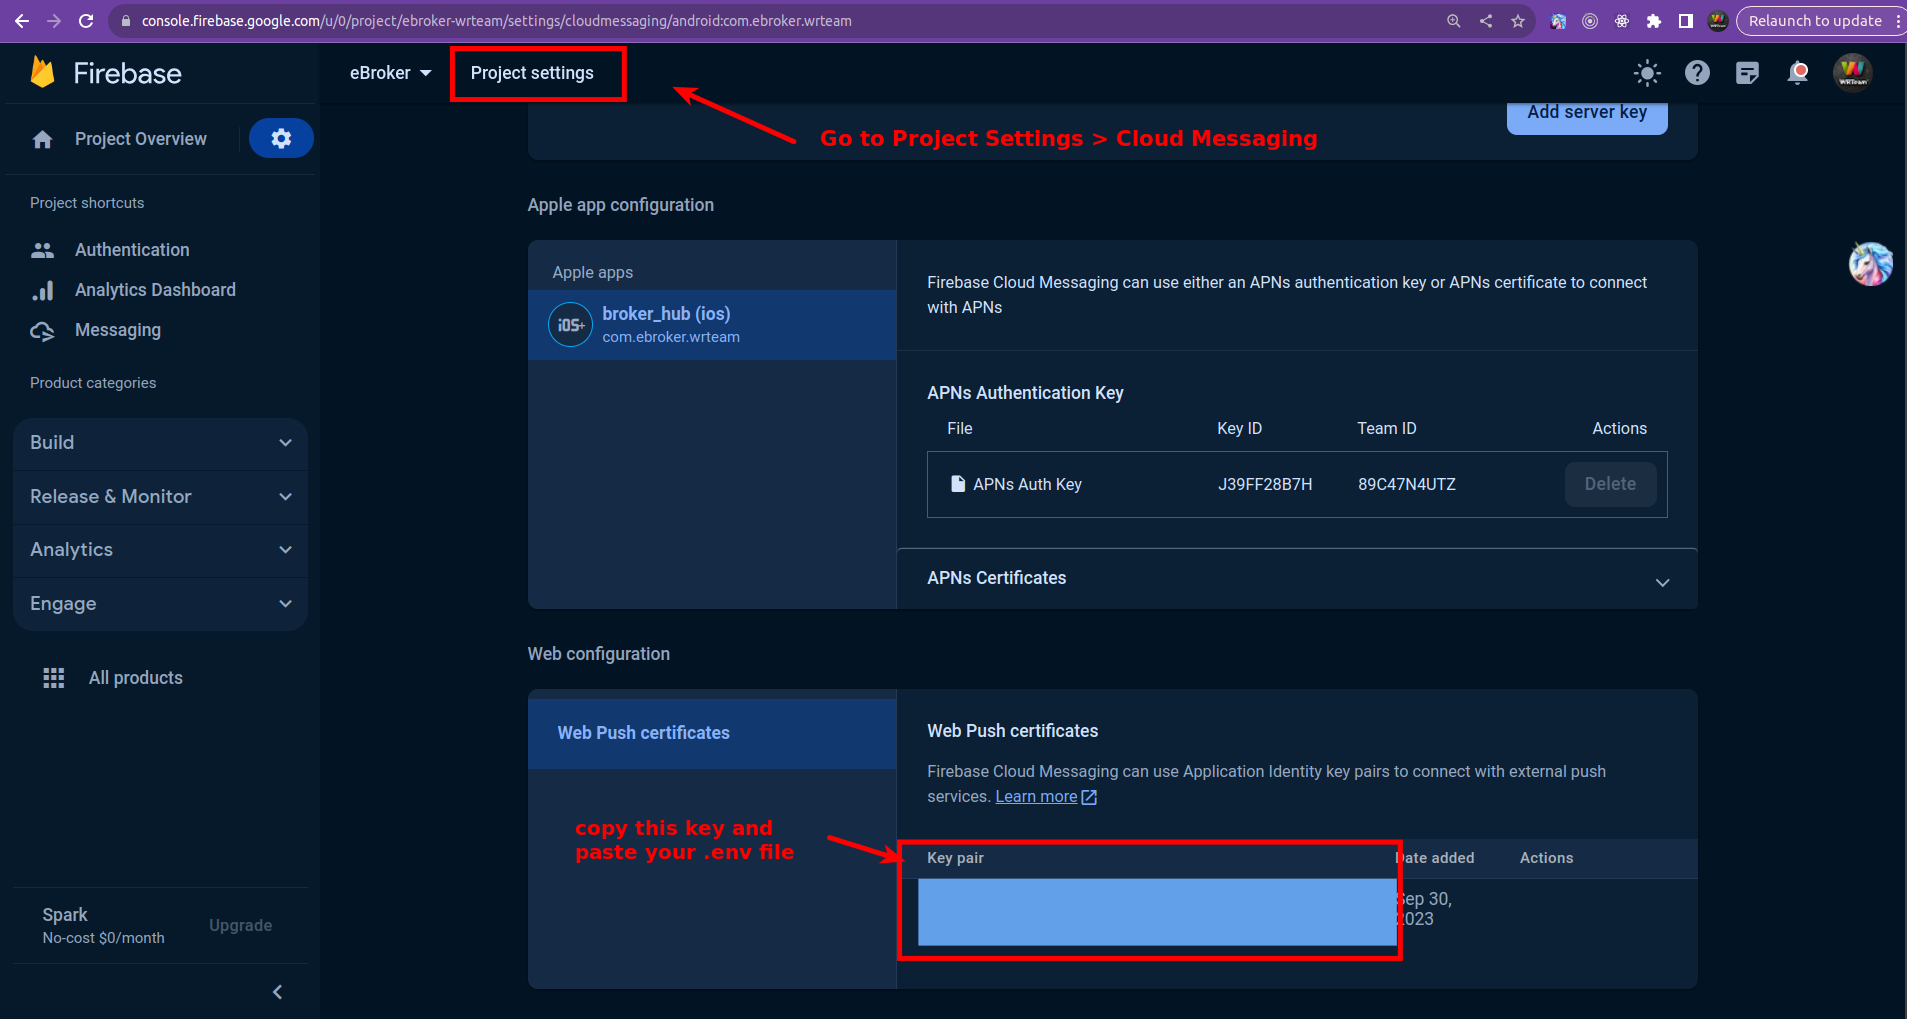 console.firebase.google.com/u/0/project/ebroker-wrteam/settings/cloudmessaging/android:com.ebroker.wrteam
Relaunch to update
Firebase
eBroker
Project settings
Add server key
Go to Project Settings > Cloud Messaging
Project Overview
Project shortcuts
Authentication
Analytics Dashboard
Messaging
Product categories
Build
Release & Monitor
Analytics
Engage
All products
Spark
No-cost $0/month
Upgrade
Apple app configuration
Apple apps
iOS+
broker_hub (ios)
com.ebroker.wrteam
Firebase Cloud Messaging can use either an APNs authentication key or APNs certificate to connect
with APNs
APNs Authentication Key
File
Key ID
Team ID
Actions
APNs Auth Key
J39FF28B7H
89C47N4UTZ
Delete
APNs Certificates
Web configuration
Web Push certificates
Web Push certificates
Firebase Cloud Messaging can use Application Identity key pairs to connect with external push
services. Learn more
copy this key and
paste your .env file
Key pair
Date added
Actions
Sep 30,
2023